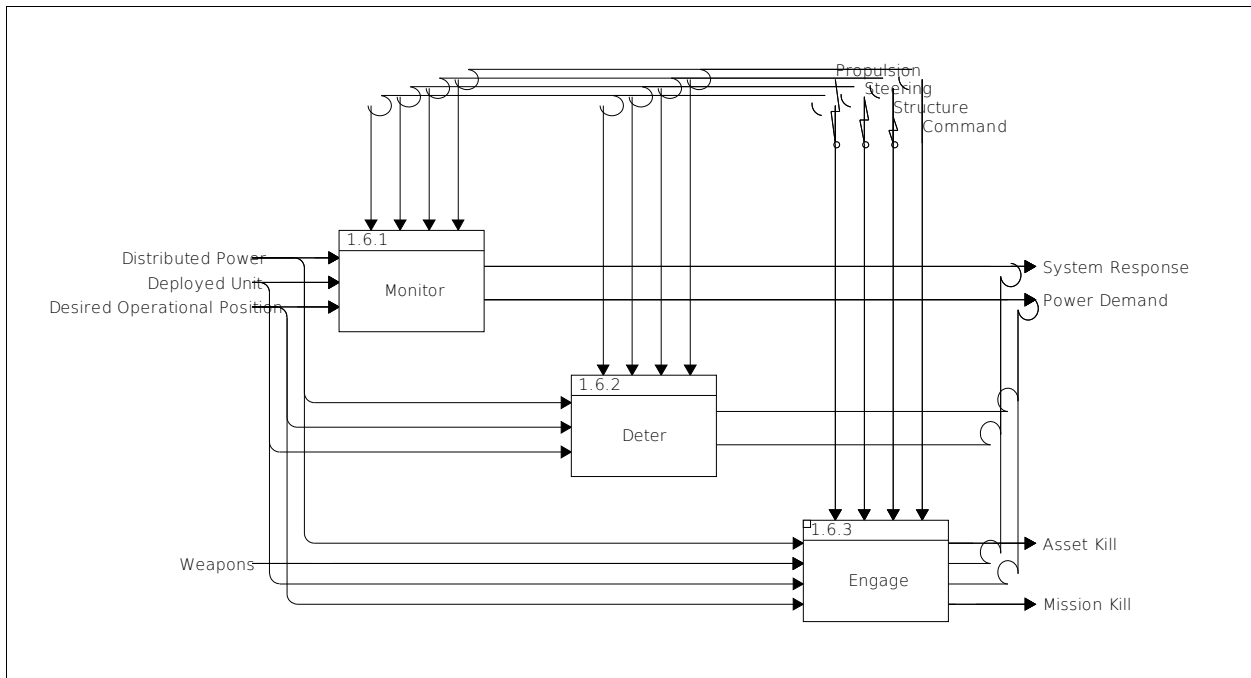 Propulsion
Steering
Structure
Command
1.6.1
Monitor
Distributed Power
Deployed Unit
Desired Operational Position
System Response
Power Demand
1.6.2
Deter
1.6.3
Engage
Weapons
Asset Kill
Mission Kill